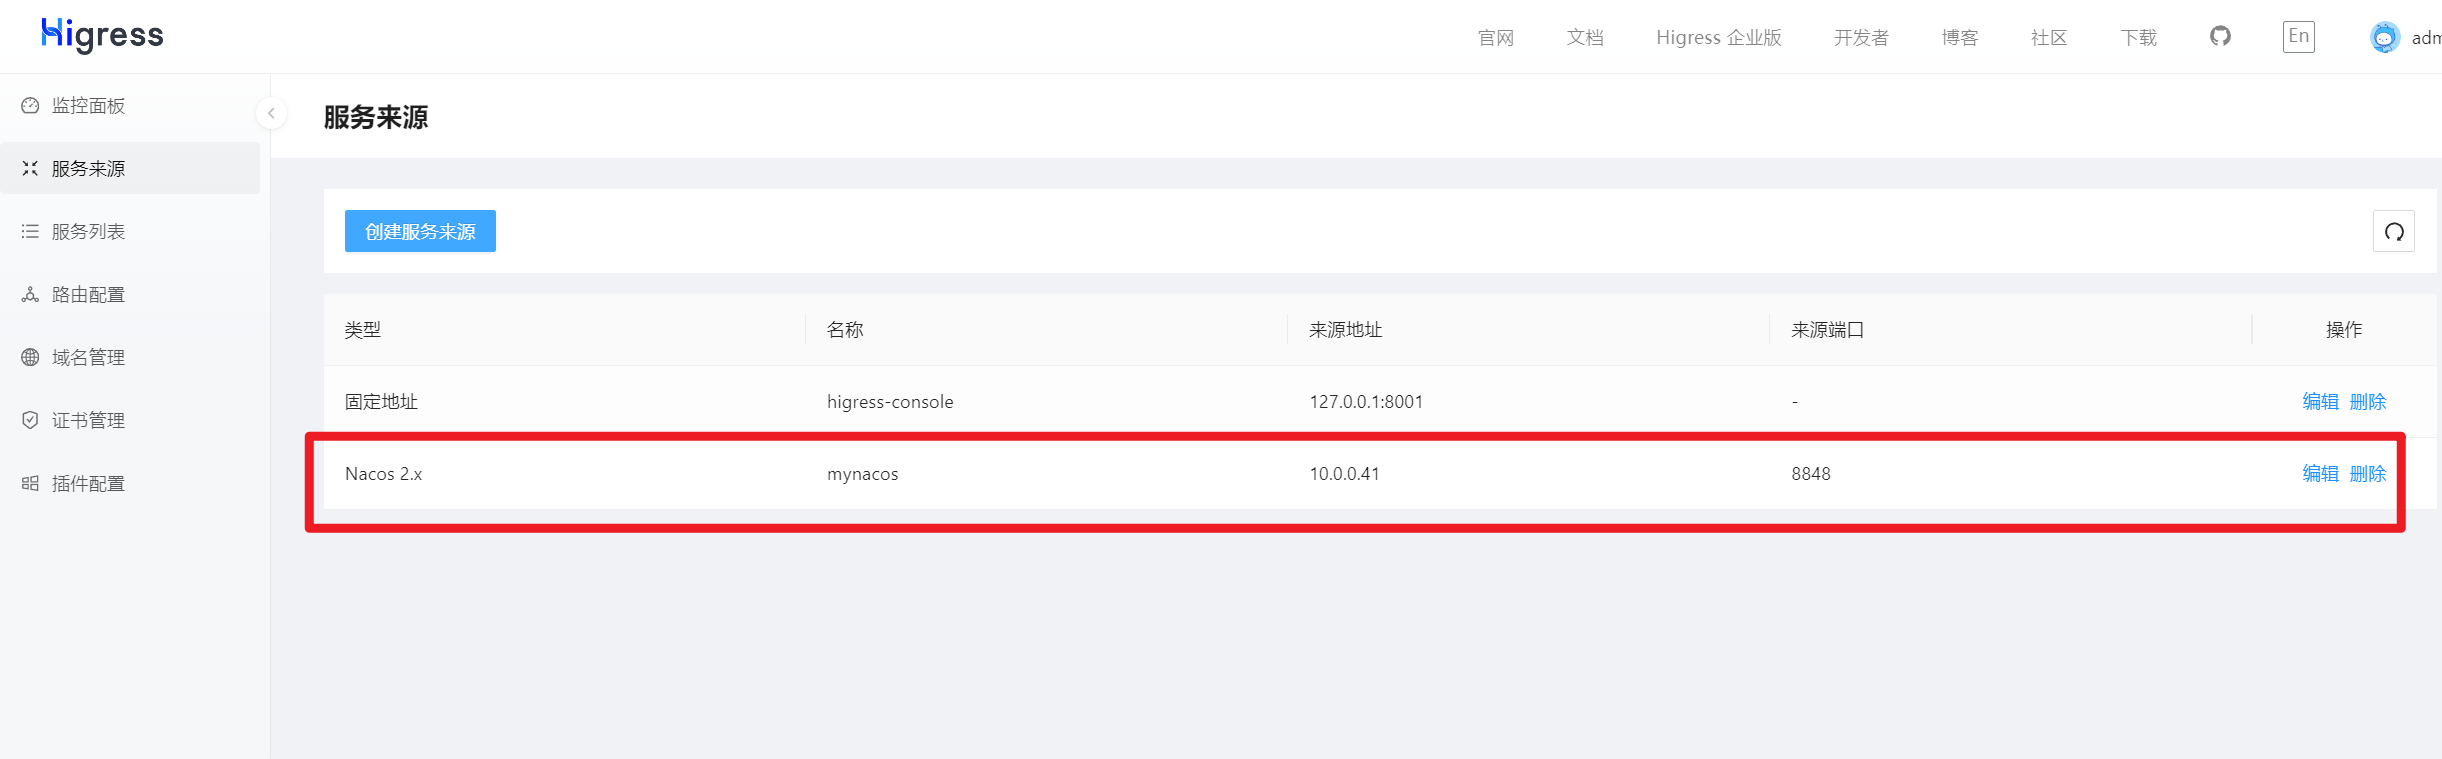 Higress
官网 文档 Higress 企业版 开发者 博客 社区 下载 En adm
监控面板
服务来源
服务列表
路由配置
域名管理
证书管理
插件配置
服务来源
创建服务来源
类型 名称 来源地址 来源端口 操作
固定地址 higress-console 127.0.0.1:8001 - 编辑 删除
Nacos 2.x mynacos 10.0.0.41 8848 编辑 删除